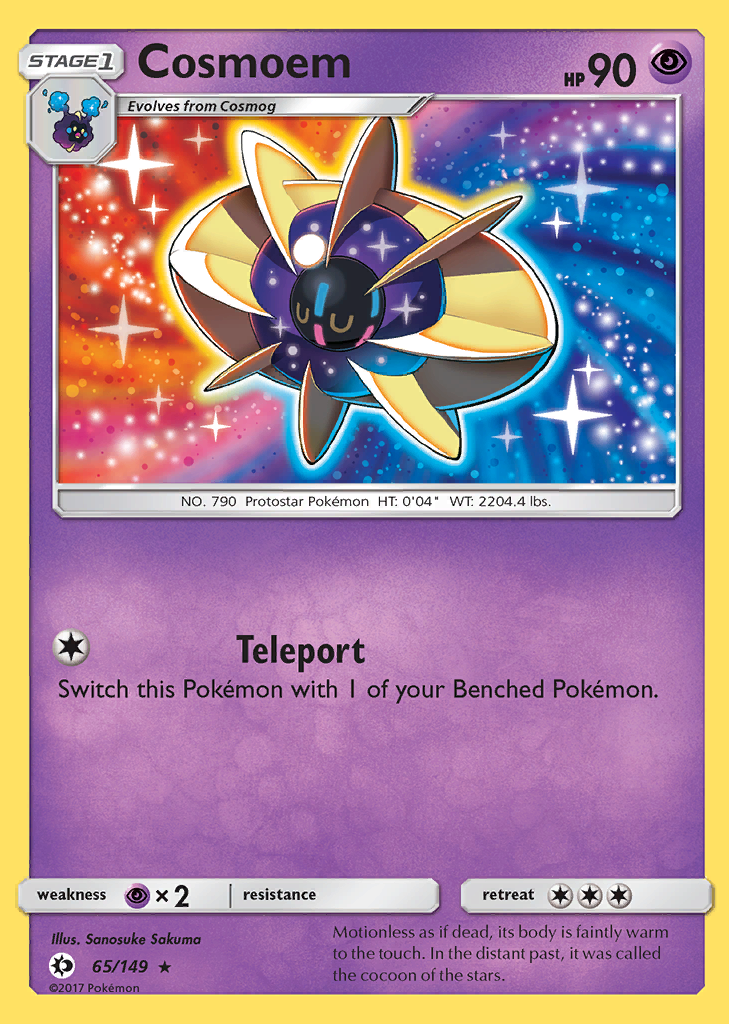 STAGE1
Cosmoem
HP 90
Evolves from Cosmog
NO. 790 Protostar Pokémon HT: 0'04" WT: 2204.4 lbs.
Teleport
Switch this Pokémon with 1 of your Benched Pokémon.
weakness × 2 resistance retreat
Illus. Sanosuke Sakuma
65/149 ★
©2017 Pokémon
Motionless as if dead, its body is faintly warm
to the touch. In the distant past, it was called
the cocoon of the stars.